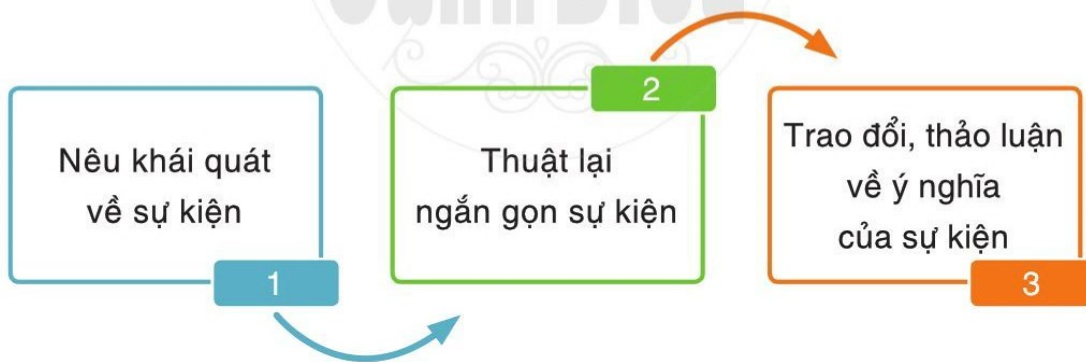 Nêu khái quát
về sự kiện
1
2
Thuật lại
ngắn gọn sự kiện
Trao đổi, thảo luận
về ý nghĩa
của sự kiện
3